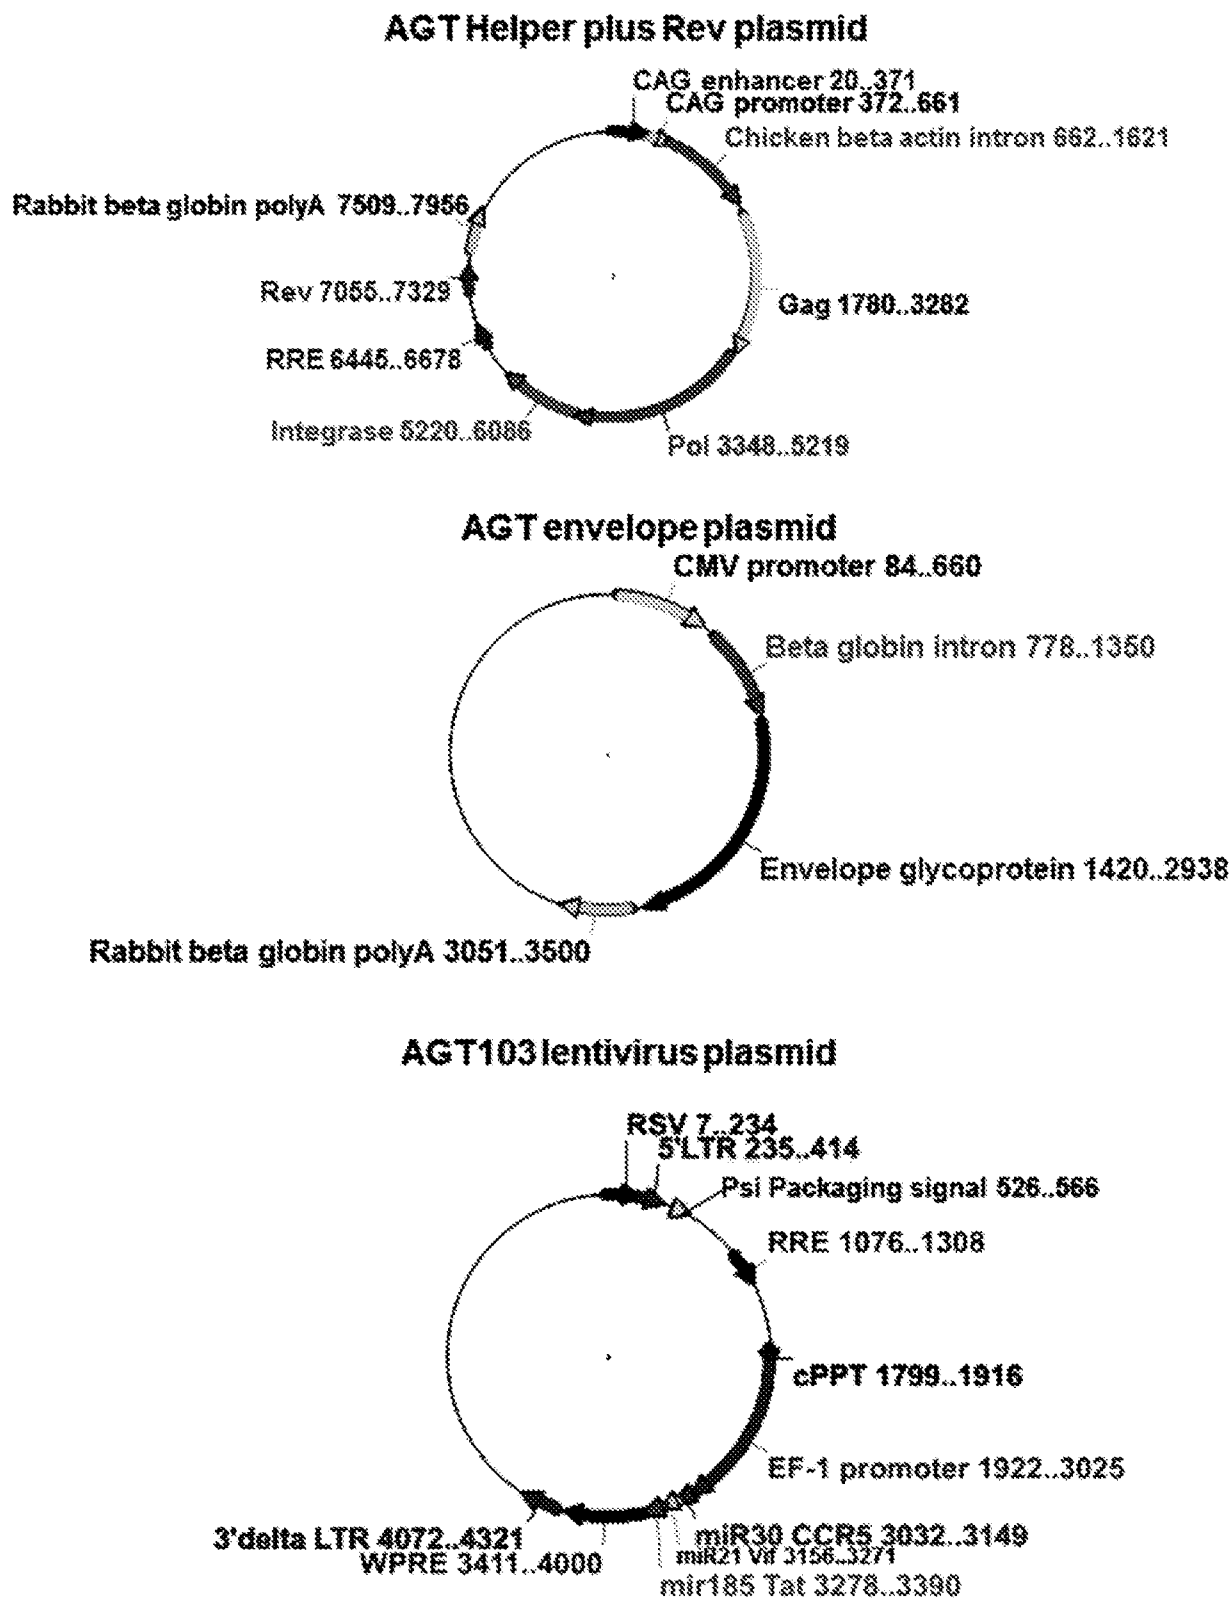 AGT Helper plus Rev plasmid
CAG enhancer 20..371
CAG promoter 372..661
Chicken beta actin intron 662..1621
Rabbit beta globin polyA 7509..7956
Rev 7055..7329
Gag 1780..3282
RRE 6445..6678
Integrase 5220..6086
Pol 3348..5219
AGT envelope plasmid
CMV promoter 84..660
Beta globin intron 778..1350
Envelope glycoprotein 1420..2938
Rabbit beta globin polyA 3051..3500
AGT103 lentivirus plasmid
RSV 7..234
5'LTR 235..414
Psi Packaging signal 526..566
RRE 1076..1308
cPPT 1799..1916
EF-1 promoter 1922..3025
3'delta LTR 4072..4321
miR30 CCR5 3032..3149
WPRE 3411..4000
miR21 Vif 3156..3271
mir185 Tat 3278..3390